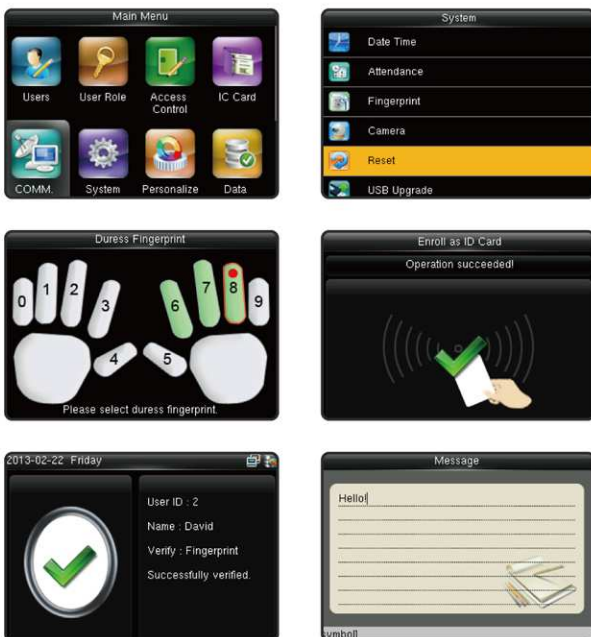 Main Menu
Users
User Role
Access
Control
IC Card
COMM.
System
Personalize
Data
System
Date Time
Attendance
Fingerprint
Camera
Reset
USB Upgrade
Duress Fingerprint
0 1 2 3 4 5 6 7 8 9
Please select duress fingerprint.
Enroll as ID Card
Operation succeeded!
2013-02-22 Friday
User ID : 2
Name : David
Verify : Fingerprint
Successfully verified.
Message
Hello!
symbol]